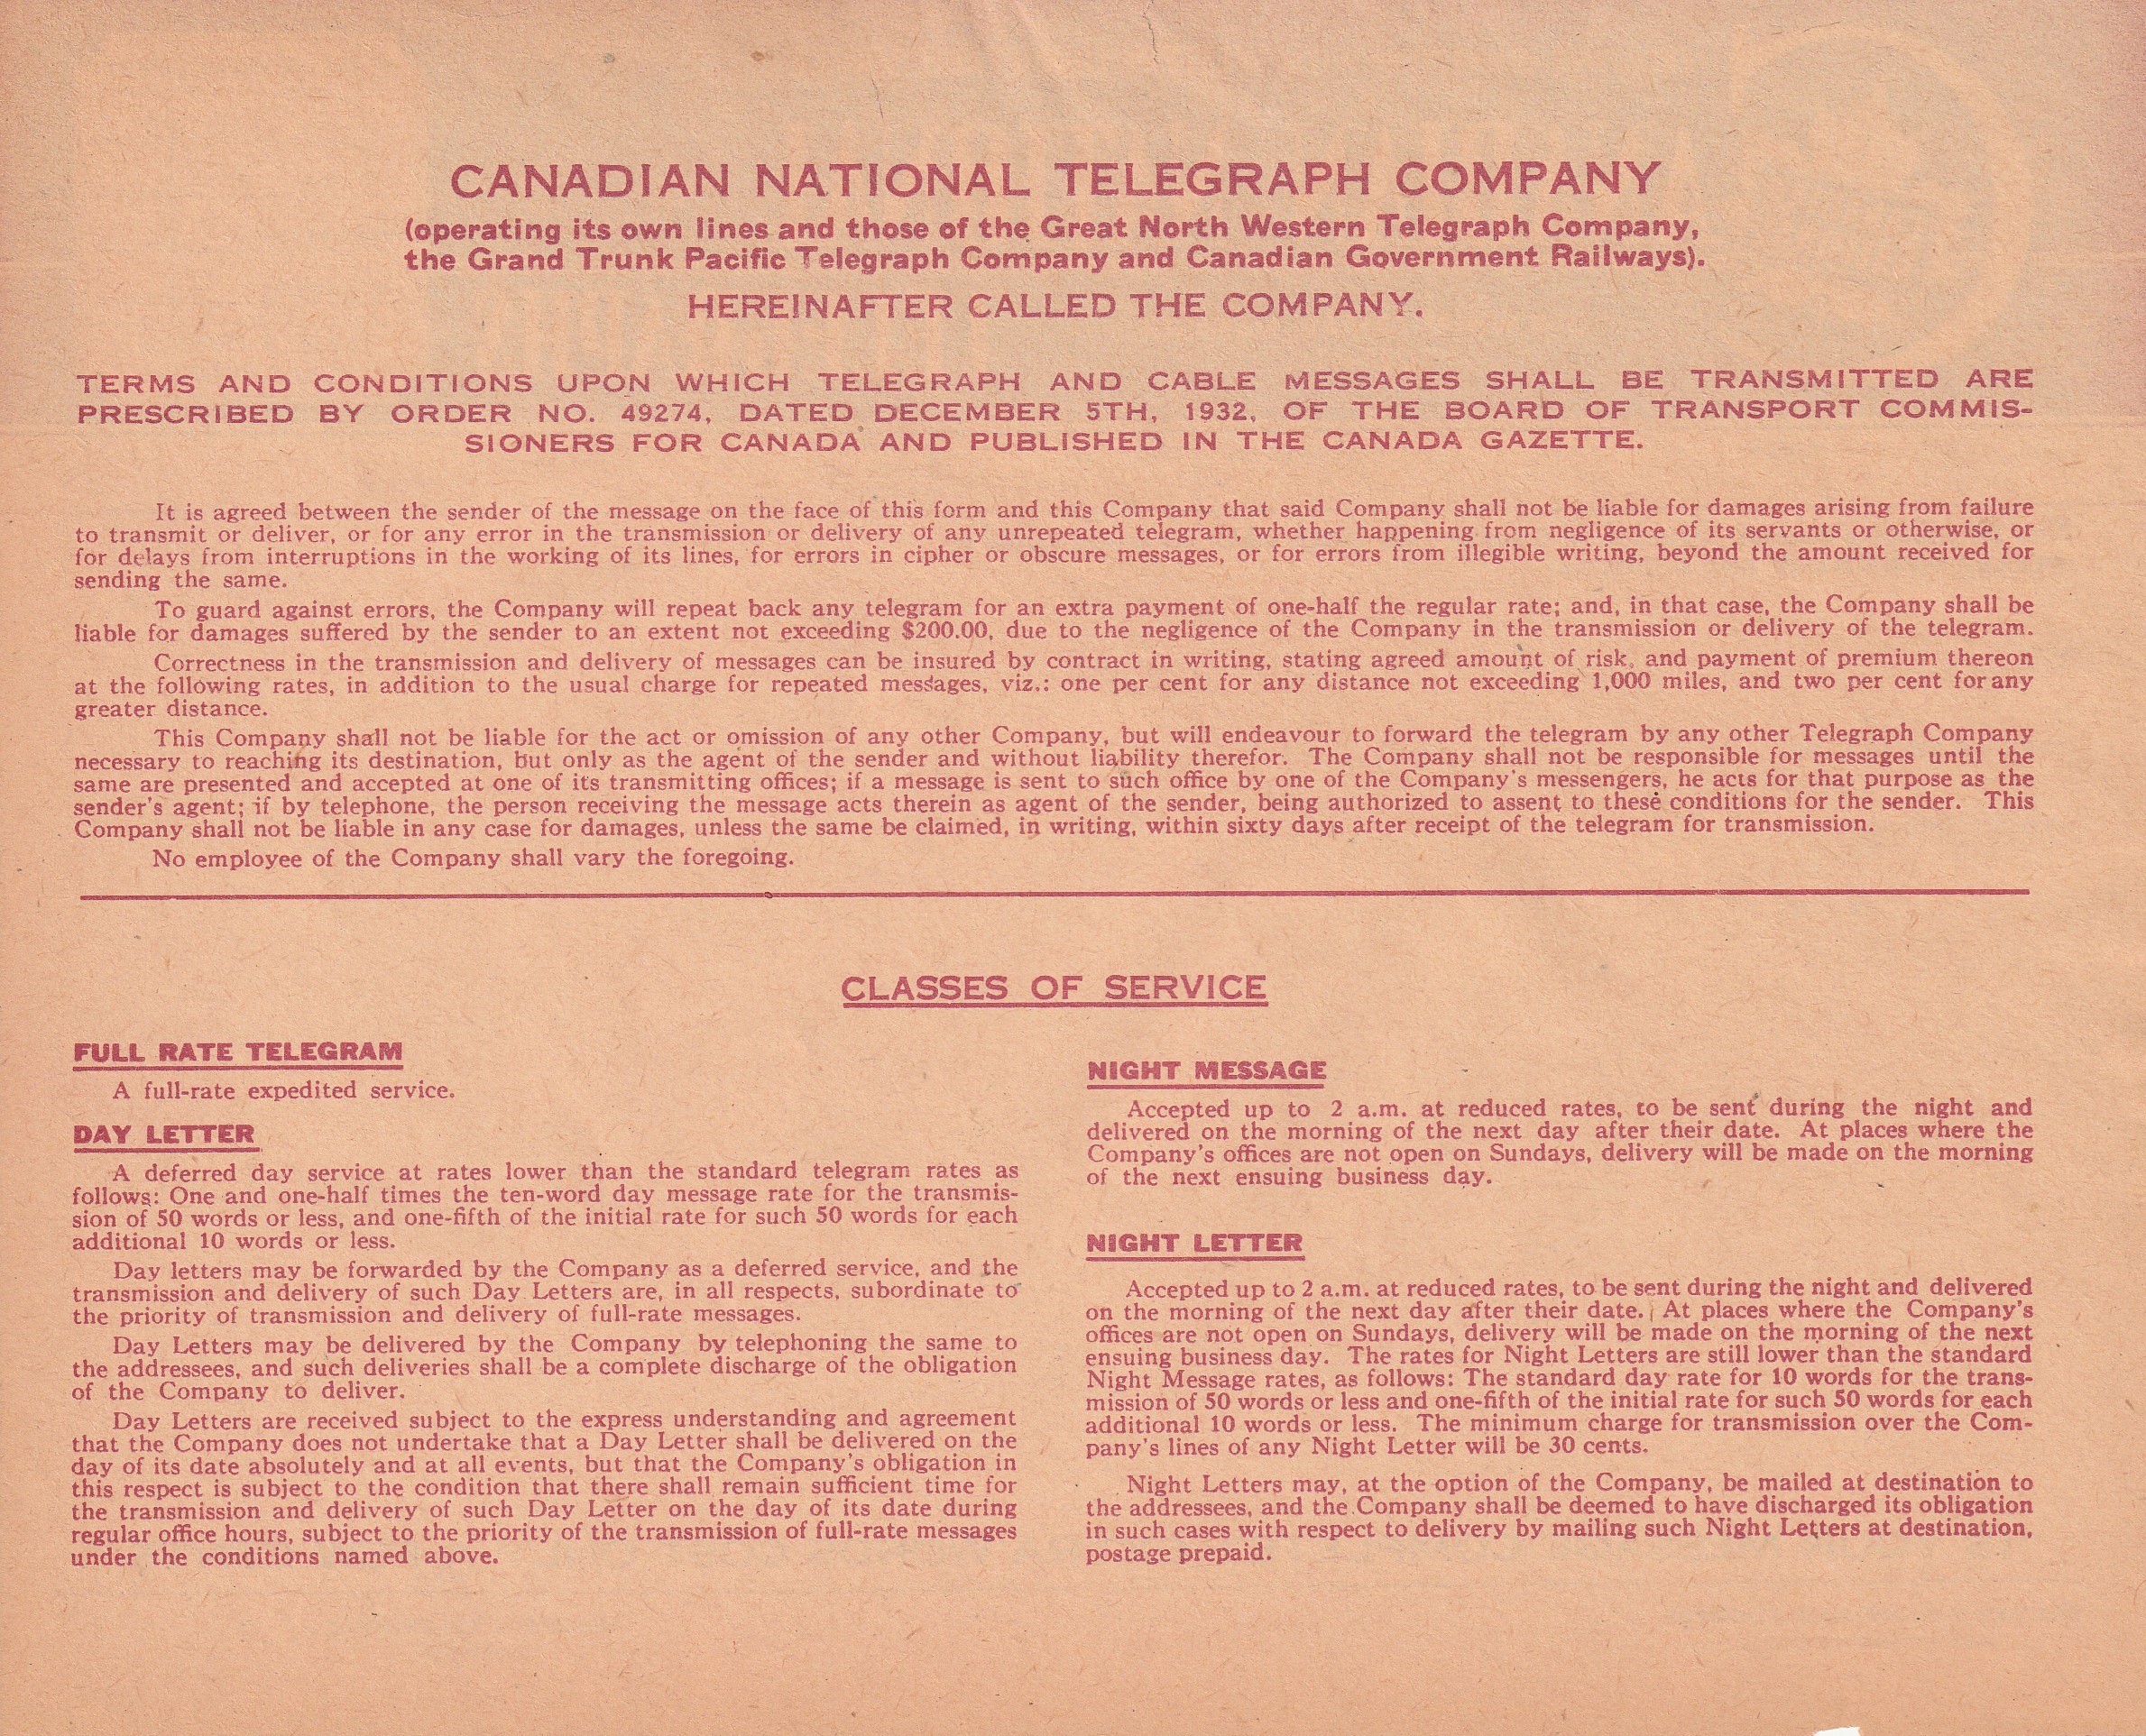 CANADIAN NATIONAL TELEGRAPH COMPANY
(operating its own lines and those of the Great North Western Telegraph Company,
the Grand Trunk Pacific Telegraph Company and Canadian Government Railways).
HEREINAFTER CALLED THE COMPANY.
TERMS AND CONDITIONS UPON WHICH TELEGRAPH AND CABLE MESSAGES SHALL BE TRANSMITTED ARE
PRESCRIBED BY ORDER NO. 49274, DATED DECEMBER 5TH, 1932, OF THE BOARD OF TRANSPORT COMMIS-
SIONERS FOR CANADA AND PUBLISHED IN THE CANADA GAZETTE.
It is agreed between the sender of the message on the face of this form and this Company that said Company shall not be liable for damages arising from failure
to transmit or deliver, or for any error in the transmission or delivery of any unrepeated telegram, whether happening from negligence of its servants or otherwise, or
for delays from interruptions in the working of its lines, for errors in cipher or obscure messages, or for errors from illegible writing, beyond the amount received for
sending the same.
To guard against errors, the Company will repeat back any telegram for an extra payment of one-half the regular rate; and, in that case, the Company shall be
liable for damages suffered by the sender to an extent not exceeding $200.00, due to the negligence of the Company in the transmission or delivery of the telegram.
Correctness in the transmission and delivery of messages can be insured by contract in writing, stating agreed amount of risk, and payment of premium thereon
at the following rates, in addition to the usual charge for repeated messages, viz.: one per cent for any distance not exceeding 1,000 miles, and two per cent for any
greater distance.
This Company shall not be liable for the act or omission of any other Company, but will endeavour to forward the telegram by any other Telegraph Company
necessary to reaching its destination, but only as the agent of the sender and without liability therefor. The Company shall not be responsible for messages until the
same are presented and accepted at one of its transmitting offices; if a message is sent to such office by one of the Company's messengers, he acts for that purpose as the
sender's agent; if by telephone, the person receiving the message acts therein as agent of the sender, being authorized to assent to these conditions for the sender. This
Company shall not be liable in any case for damages, unless the same be claimed, in writing, within sixty days after receipt of the telegram for transmission.
No employee of the Company shall vary the foregoing.
CLASSES OF SERVICE
FULL RATE TELEGRAM
A full-rate expedited service.
DAY LETTER
A deferred day service at rates lower than the standard telegram rates as
follows: One and one-half times the ten-word day message rate for the transmis-
sion of 50 words or less, and one-fifth of the initial rate for such 50 words for each
additional 10 words or less.
Day letters may be forwarded by the Company as a deferred service, and the
transmission and delivery of such Day Letters are, in all respects, subordinate to
the priority of transmission and delivery of full-rate messages.
Day Letters may be delivered by the Company by telephoning the same to
the addressees, and such deliveries shall be a complete discharge of the obligation
of the Company to deliver.
Day Letters are received subject to the express understanding and agreement
that the Company does not undertake that a Day Letter shall be delivered on the
day of its date absolutely and at all events, but that the Company's obligation in
this respect is subject to the condition that there shall remain sufficient time for
the transmission and delivery of such Day Letter on the day of its date during
regular office hours, subject to the priority of the transmission of full-rate messages
under the conditions named above.
NIGHT MESSAGE
Accepted up to 2 a.m. at reduced rates, to be sent during the night and
delivered on the morning of the next day after their date. At places where the
Company's offices are not open on Sundays, delivery will be made on the morning
of the next ensuing business day.
NIGHT LETTER
Accepted up to 2 a.m. at reduced rates, to be sent during the night and delivered
on the morning of the next day after their date. At places where the Company's
offices are not open on Sundays, delivery will be made on the morning of the next
ensuing business day. The rates for Night Letters are still lower than the standard
Night Message rates, as follows: The standard day rate for 10 words for the trans-
mission of 50 words or less and one-fifth of the initial rate for such 50 words for each
additional 10 words or less. The minimum charge for transmission over the Com-
pany's lines of any Night Letter will be 30 cents.
Night Letters may, at the option of the Company, be mailed at destination to
the addressees, and the Company shall be deemed to have discharged its obligation
in such cases with respect to delivery by mailing such Night Letters at destination,
postage prepaid.